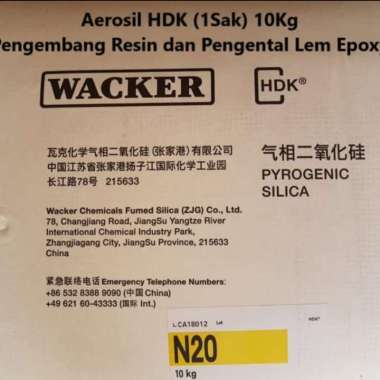 Aerosil HDK (1Sak) 10Kg
Pengembang Resin dan Pengental Lem Epox
WACKER
HDK®
瓦克化学气相二氧化硅(张家港)有限公司
中国江苏省张家港扬子江国际化学工业园
长江路78号 215633
气相二氧化硅
PYROGENIC
SILICA
Wacker Chemicals Fumed Silica (ZJG) Co., Ltd.
78, Changjiang Road, JiangSu Yangtze River
International Chemical Industry Park,
Zhangjiagang City, JiangSu Province, 215633
China
紧急联络电话 Emergency Telephone Numbers:
+86 532 8388 9090 (中国 China)
+49 621 60-43333 (国际 Int.)
L.CA18012 Lot
HDK®
N20
10 kg